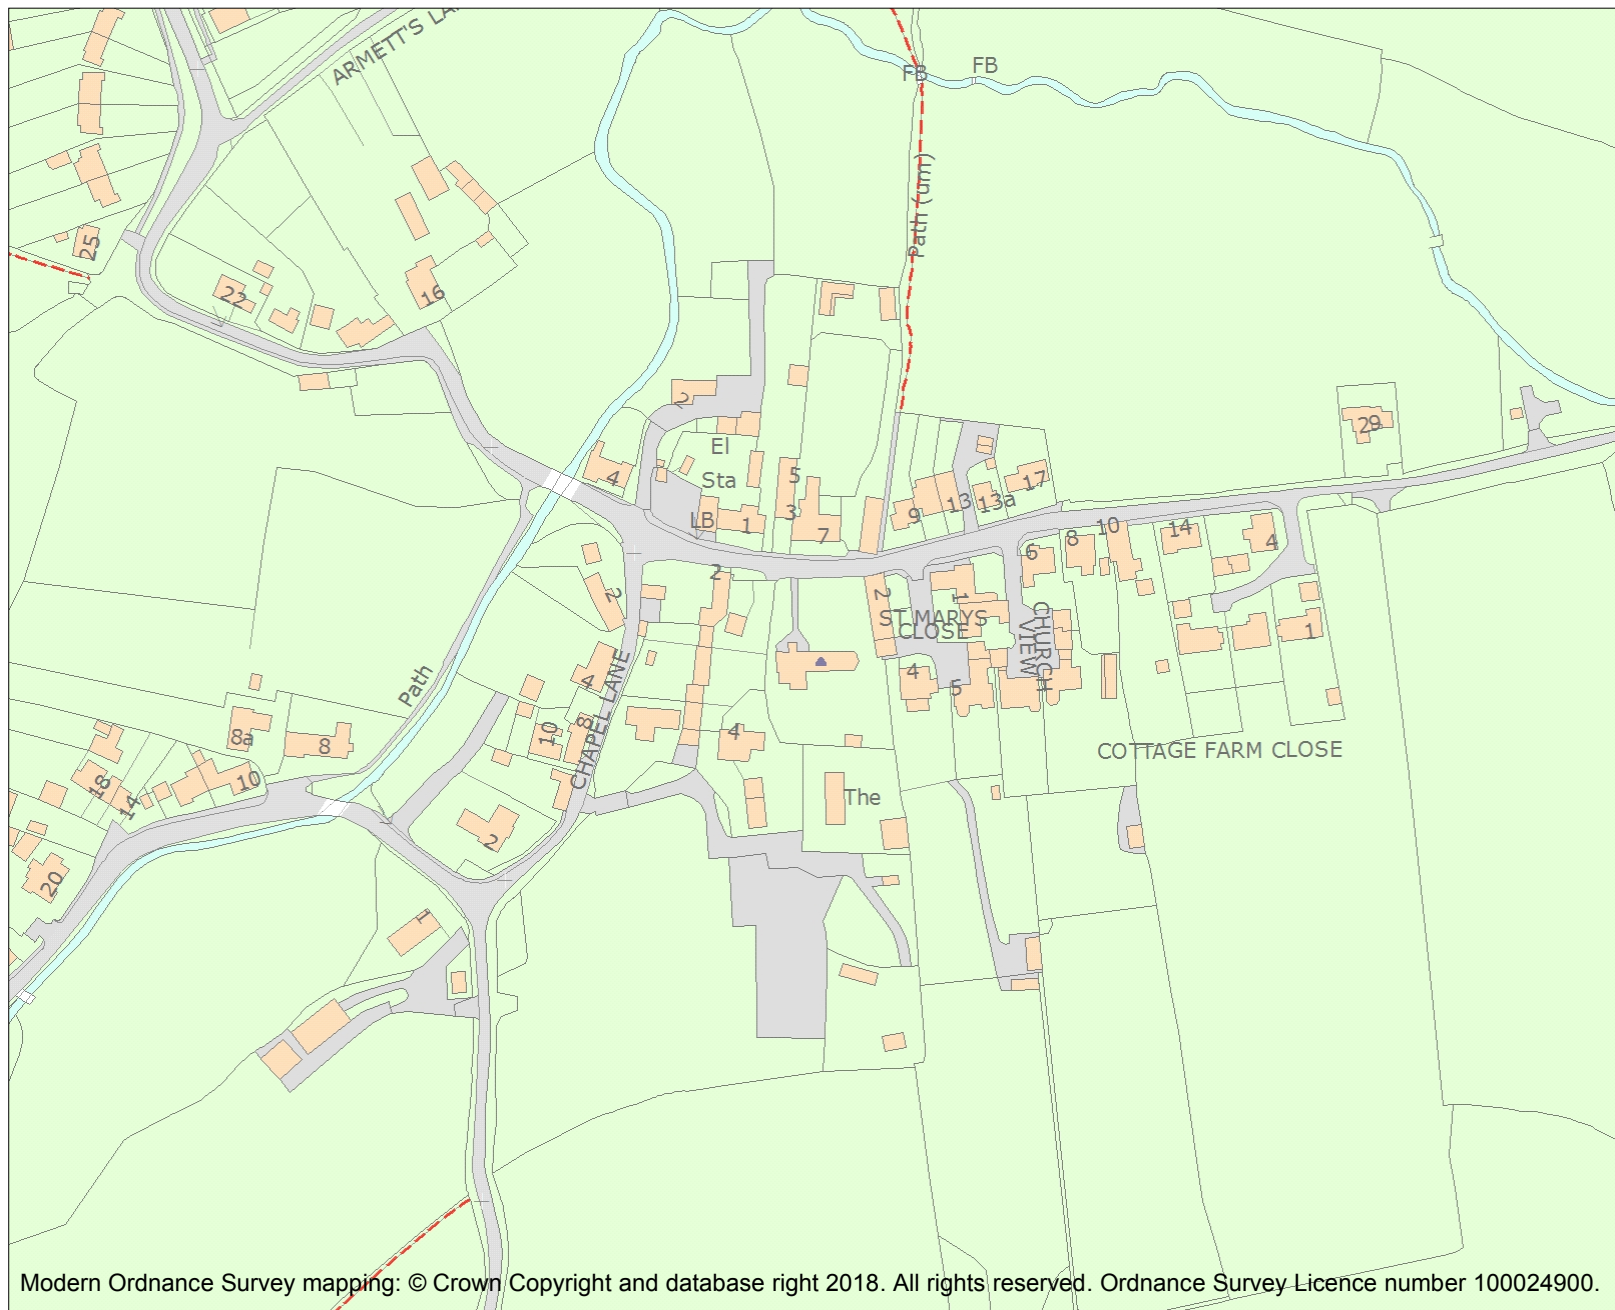 ARMETT'S LA
FB
FB
Path (um)
25
22
16
2
El
Sta
4
5
LB
1
3
7
9
13
13a
17
29
2
6
8
10
14
4
2
2
1
ST MARYS
CLOSE
CHURCH
VIEW
1
4
5
Path
CHAPEL LANE
4
8
10
4
8a
8
10
18
14
20
2
1
The
COTTAGE FARM CLOSE
Modern Ordnance Survey mapping: © Crown Copyright and database right 2018. All rights reserved. Ordnance Survey Licence number 100024900.